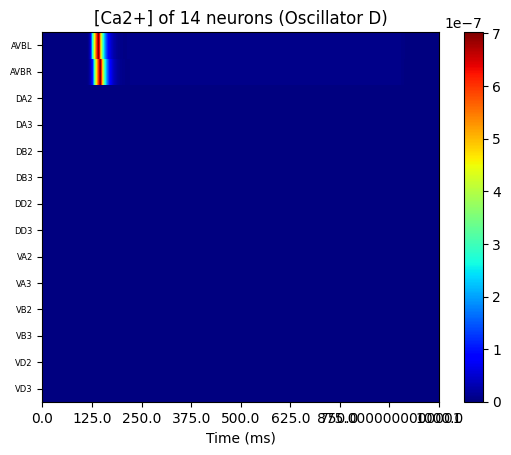 [Ca2+] of 14 neurons (Oscillator D)
1e−7
AVBL
AVBR
DA2
DA3
DB2
DB3
DD2
DD3
VA2
VA3
VB2
VB3
VD2
VD3
7
6
5
4
3
2
1
0
0.0 125.0 250.0 375.0 500.0 625.0
Time (ms)